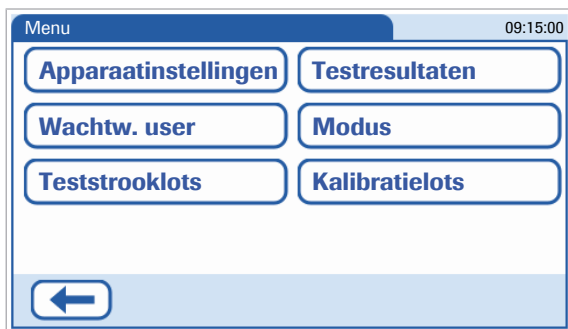 Menu 09:15:00
Apparaatinstellingen Testresultaten
Wachtw. user Modus
Teststrooklots Kalibratielots